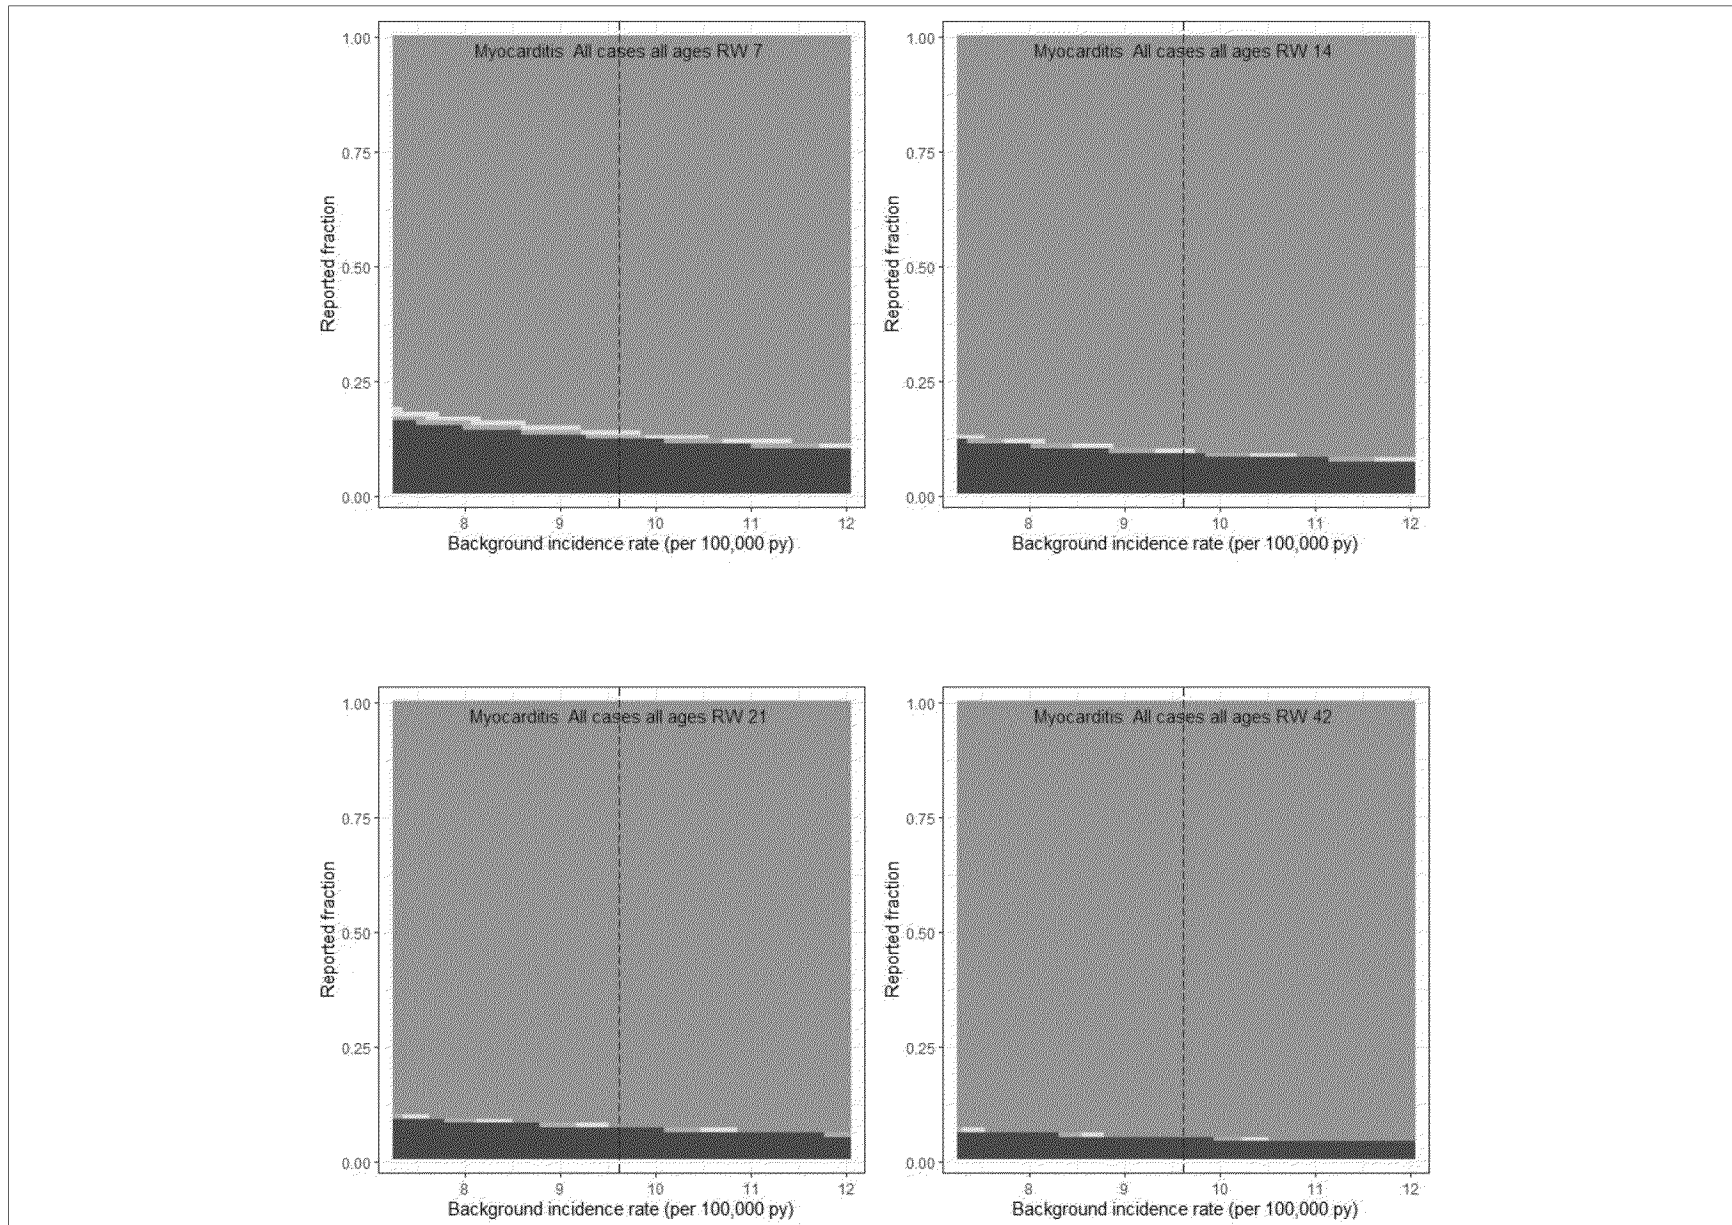 Myocarditis All cases all ages RW 7
1.00
0.75
0.50
0.25
0.00
Reported fraction
8 9 10 11 12
Background incidence rate (per 100,000 py)
Myocarditis All cases all ages RW 14
1.00
0.75
0.50
0.25
0.00
Reported fraction
8 9 10 11 12
Background incidence rate (per 100,000 py)
Myocarditis All cases all ages RW 21
1.00
0.75
0.50
0.25
0.00
Reported fraction
8 9 10 11 12
Background incidence rate (per 100,000 py)
Myocarditis All cases all ages RW 42
1.00
0.75
0.50
0.25
0.00
Reported fraction
8 9 10 11 12
Background incidence rate (per 100,000 py)